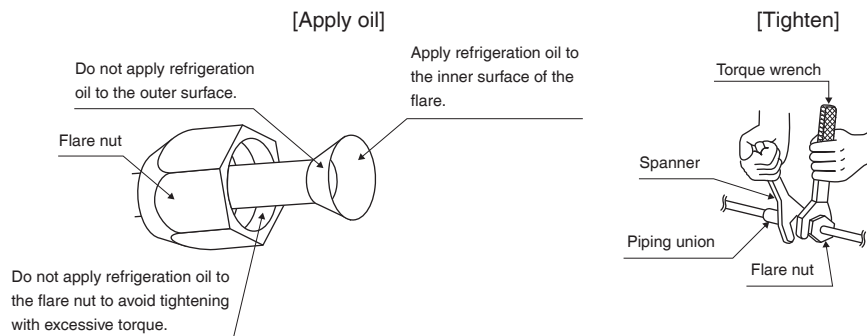 [Apply oil]
Do not apply refrigeration
oil to the outer surface.
Apply refrigeration oil to
the inner surface of the
flare.
Flare nut
Do not apply refrigeration oil to
the flare nut to avoid tightening
with excessive torque.
[Tighten]
Torque wrench
Spanner
Piping union
Flare nut